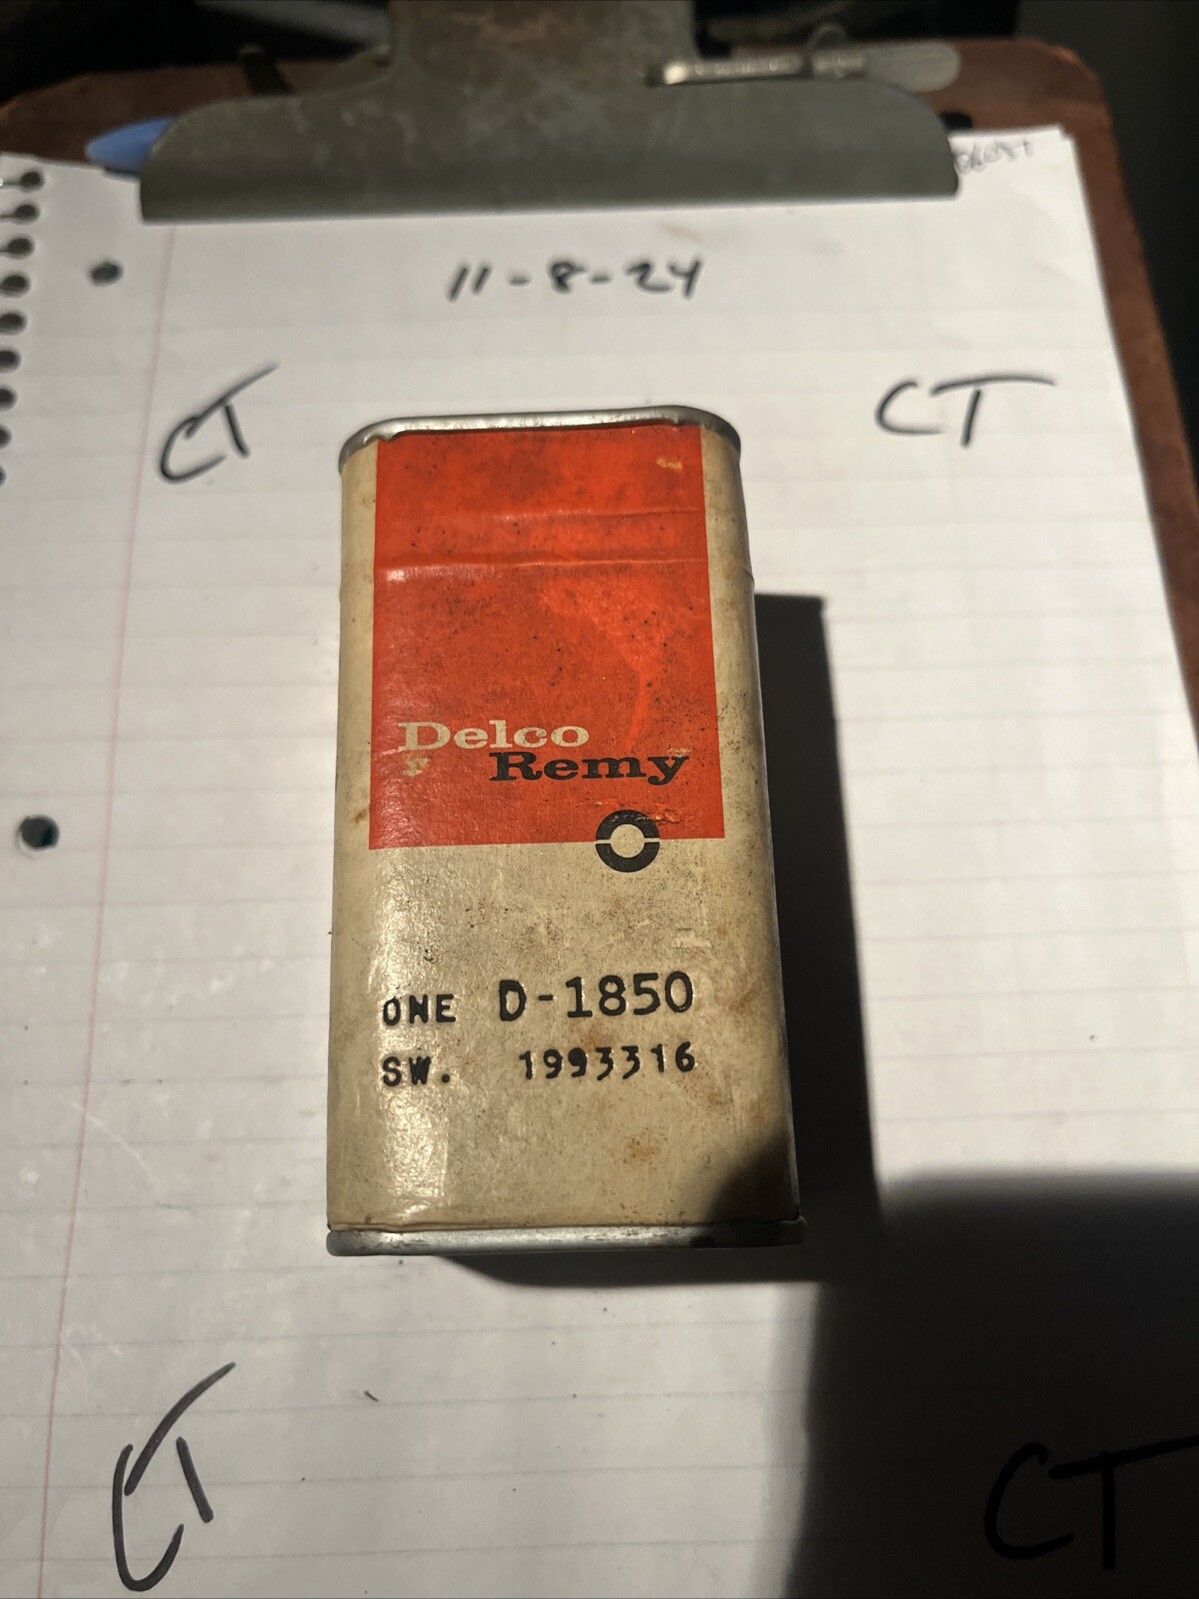 11-8-24
CT
CT
Delco
Remy
ONE D-1850
SW. 1993316
CT
CT